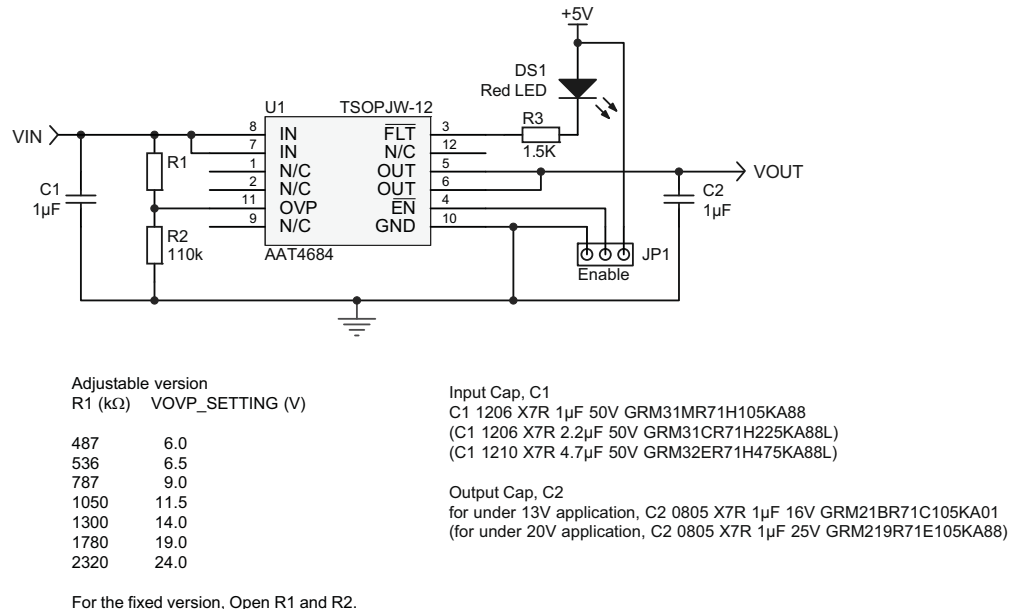 +5V
DS1
Red LED
U1 TSOPJW-12
R3
1.5K
VIN
8 IN FLT 3
7 IN N/C 12
1 N/C OUT 5
2 N/C OUT 6
11 OVP EN 4
9 N/C GND 10
AAT4684
R1
C1
1µF
R2
110k
VOUT
C2
1µF
JP1
Enable
Adjustable version
R1 (kΩ) VOVP_SETTING (V)
487 6.0
536 6.5
787 9.0
1050 11.5
1300 14.0
1780 19.0
2320 24.0
For the fixed version, Open R1 and R2.
Input Cap, C1
C1 1206 X7R 1µF 50V GRM31MR71H105KA88
(C1 1206 X7R 2.2µF 50V GRM31CR71H225KA88L)
(C1 1210 X7R 4.7µF 50V GRM32ER71H475KA88L)
Output Cap, C2
for under 13V application, C2 0805 X7R 1µF 16V GRM21BR71C105KA01
(for under 20V application, C2 0805 X7R 1µF 25V GRM219R71E105KA88)